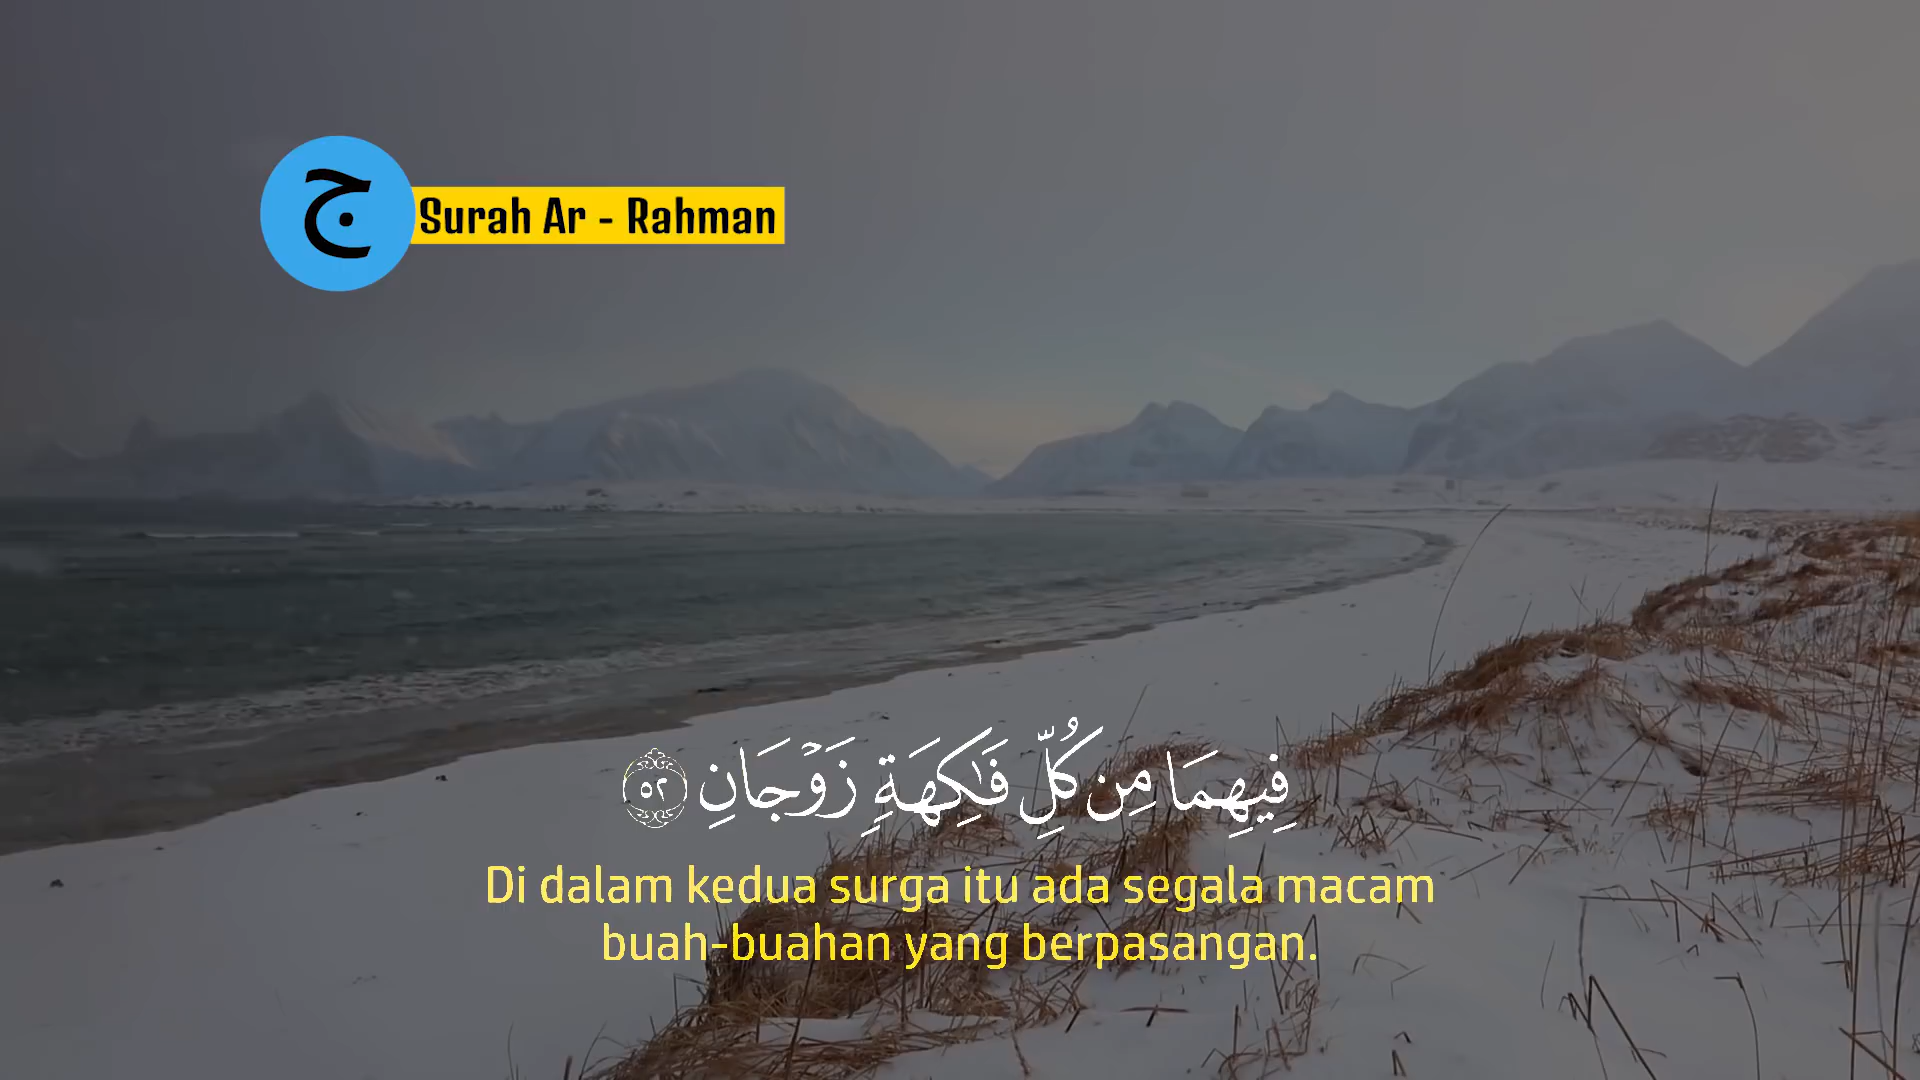 ج
Surah Ar - Rahman
فِيهِمَا مِن كُلِّ فَٰكِهَةٍ زَوْجَانِ ٥٢
Di dalam kedua surga itu ada segala macam
buah-buahan yang berpasangan.